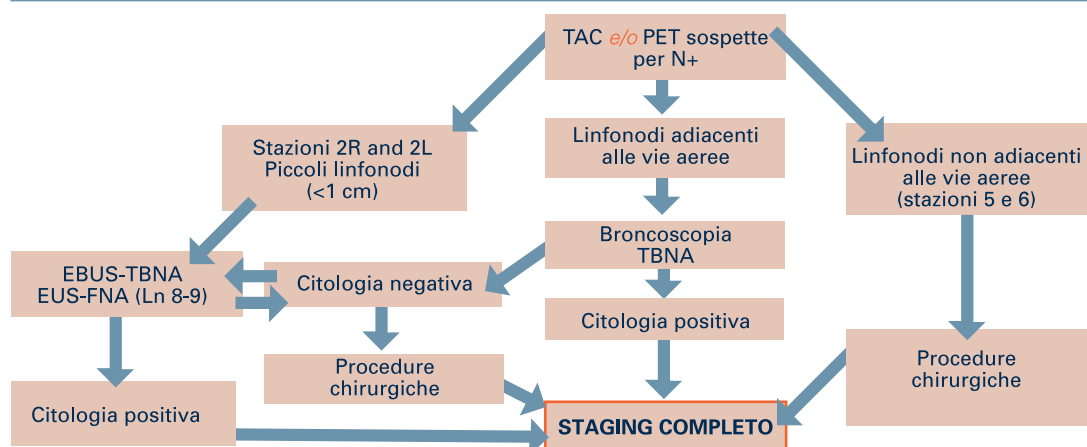 TAC e/o PET sospette
per N+
Stazioni 2R and 2L
Piccoli linfonodi
(<1 cm)
Linfonodi adiacenti
alle vie aeree
Linfonodi non adiacenti
alle vie aeree
(stazioni 5 e 6)
Broncoscopia
TBNA
EBUS-TBNA
EUS-FNA (Ln 8-9)
Citologia negativa
Citologia positiva
Procedure
chirurgiche
Procedure
chirurgiche
Citologia positiva
STAGING COMPLETO